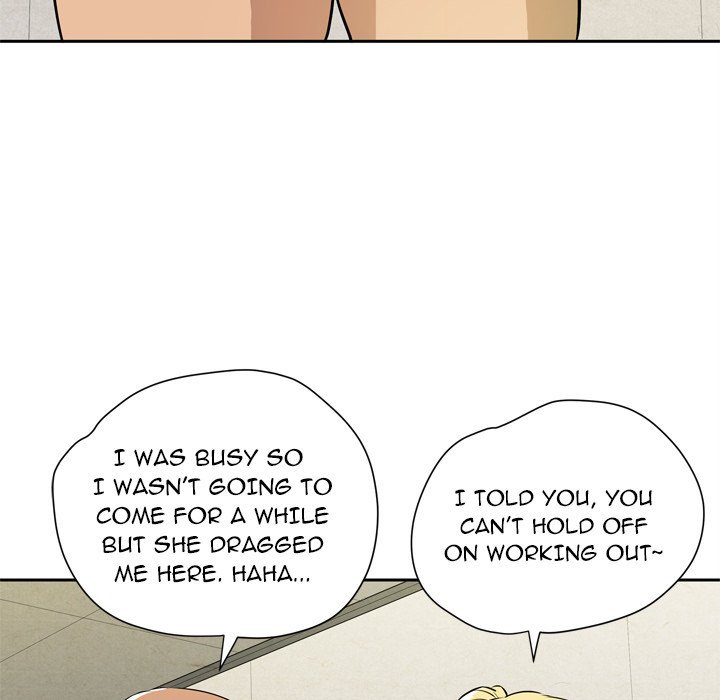 I WAS BUSY SO
I WASN'T GOING TO
COME FOR A WHILE
BUT SHE DRAGGED
ME HERE. HAHA...
I TOLD YOU, YOU
CAN'T HOLD OFF
ON WORKING OUT~